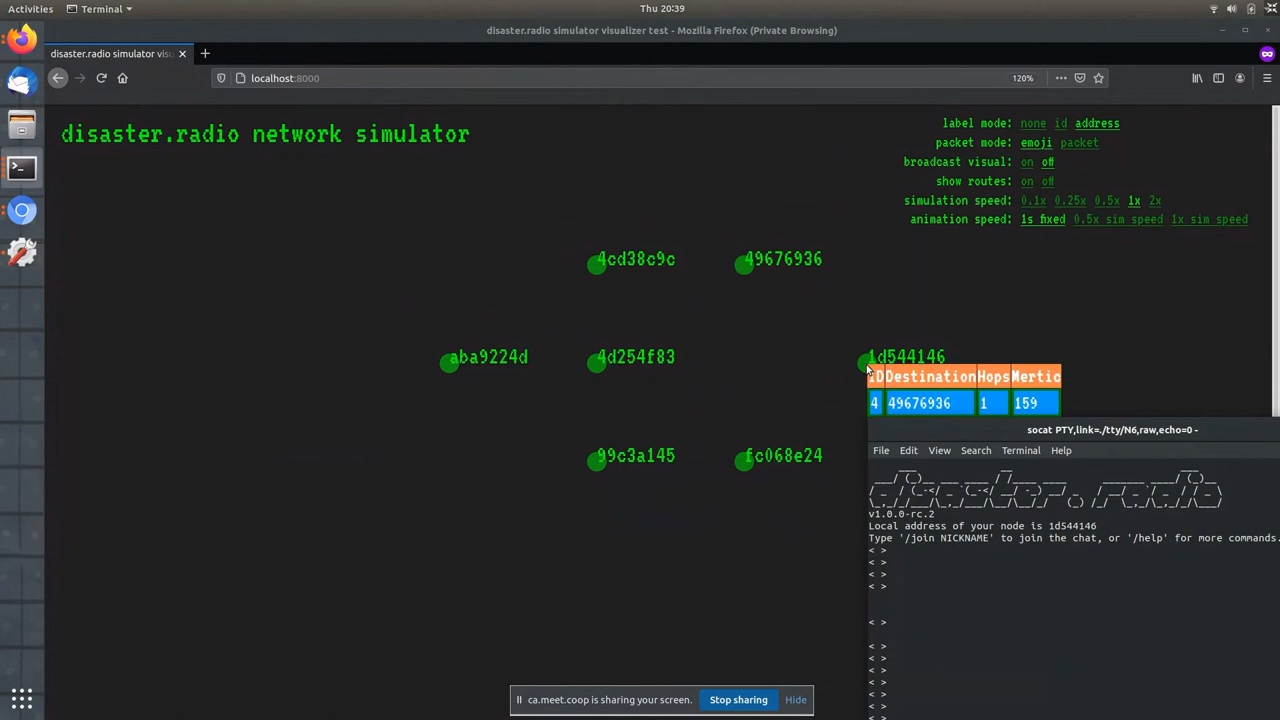 Activities
Terminal
Thu 20:39
disaster.radio simulator visualizer test - Mozilla Firefox (Private Browsing)
disaster.radio simulator visu
localhost:8000
120%
disaster.radio network simulator
label mode: none id address
packet mode: emoji packet
broadcast visual: on off
show routes: on off
simulation speed: 0.1x 0.25x 0.5x 1x 2x
animation speed: 1s fixed 0.5x sim speed 1x sim speed
4cd38c9c
49676936
aba9224d
4d254f83
1d544146
ID Destination Hops Mertic
4 49676936 1 159
99c3a145
fc068e24
socat PTY,link=./tty/N6,raw,echo=0 -
File Edit View Search Terminal Help
disaster.radio
v1.0.0-rc.2
Local address of your node is 1d544146
Type '/join NICKNAME' to join the chat, or '/help' for more commands.
< >
< >
< >
< >
< >
< >
< >
< >
< >
< >
< >
< >
ca.meet.coop is sharing your screen.
Stop sharing
Hide